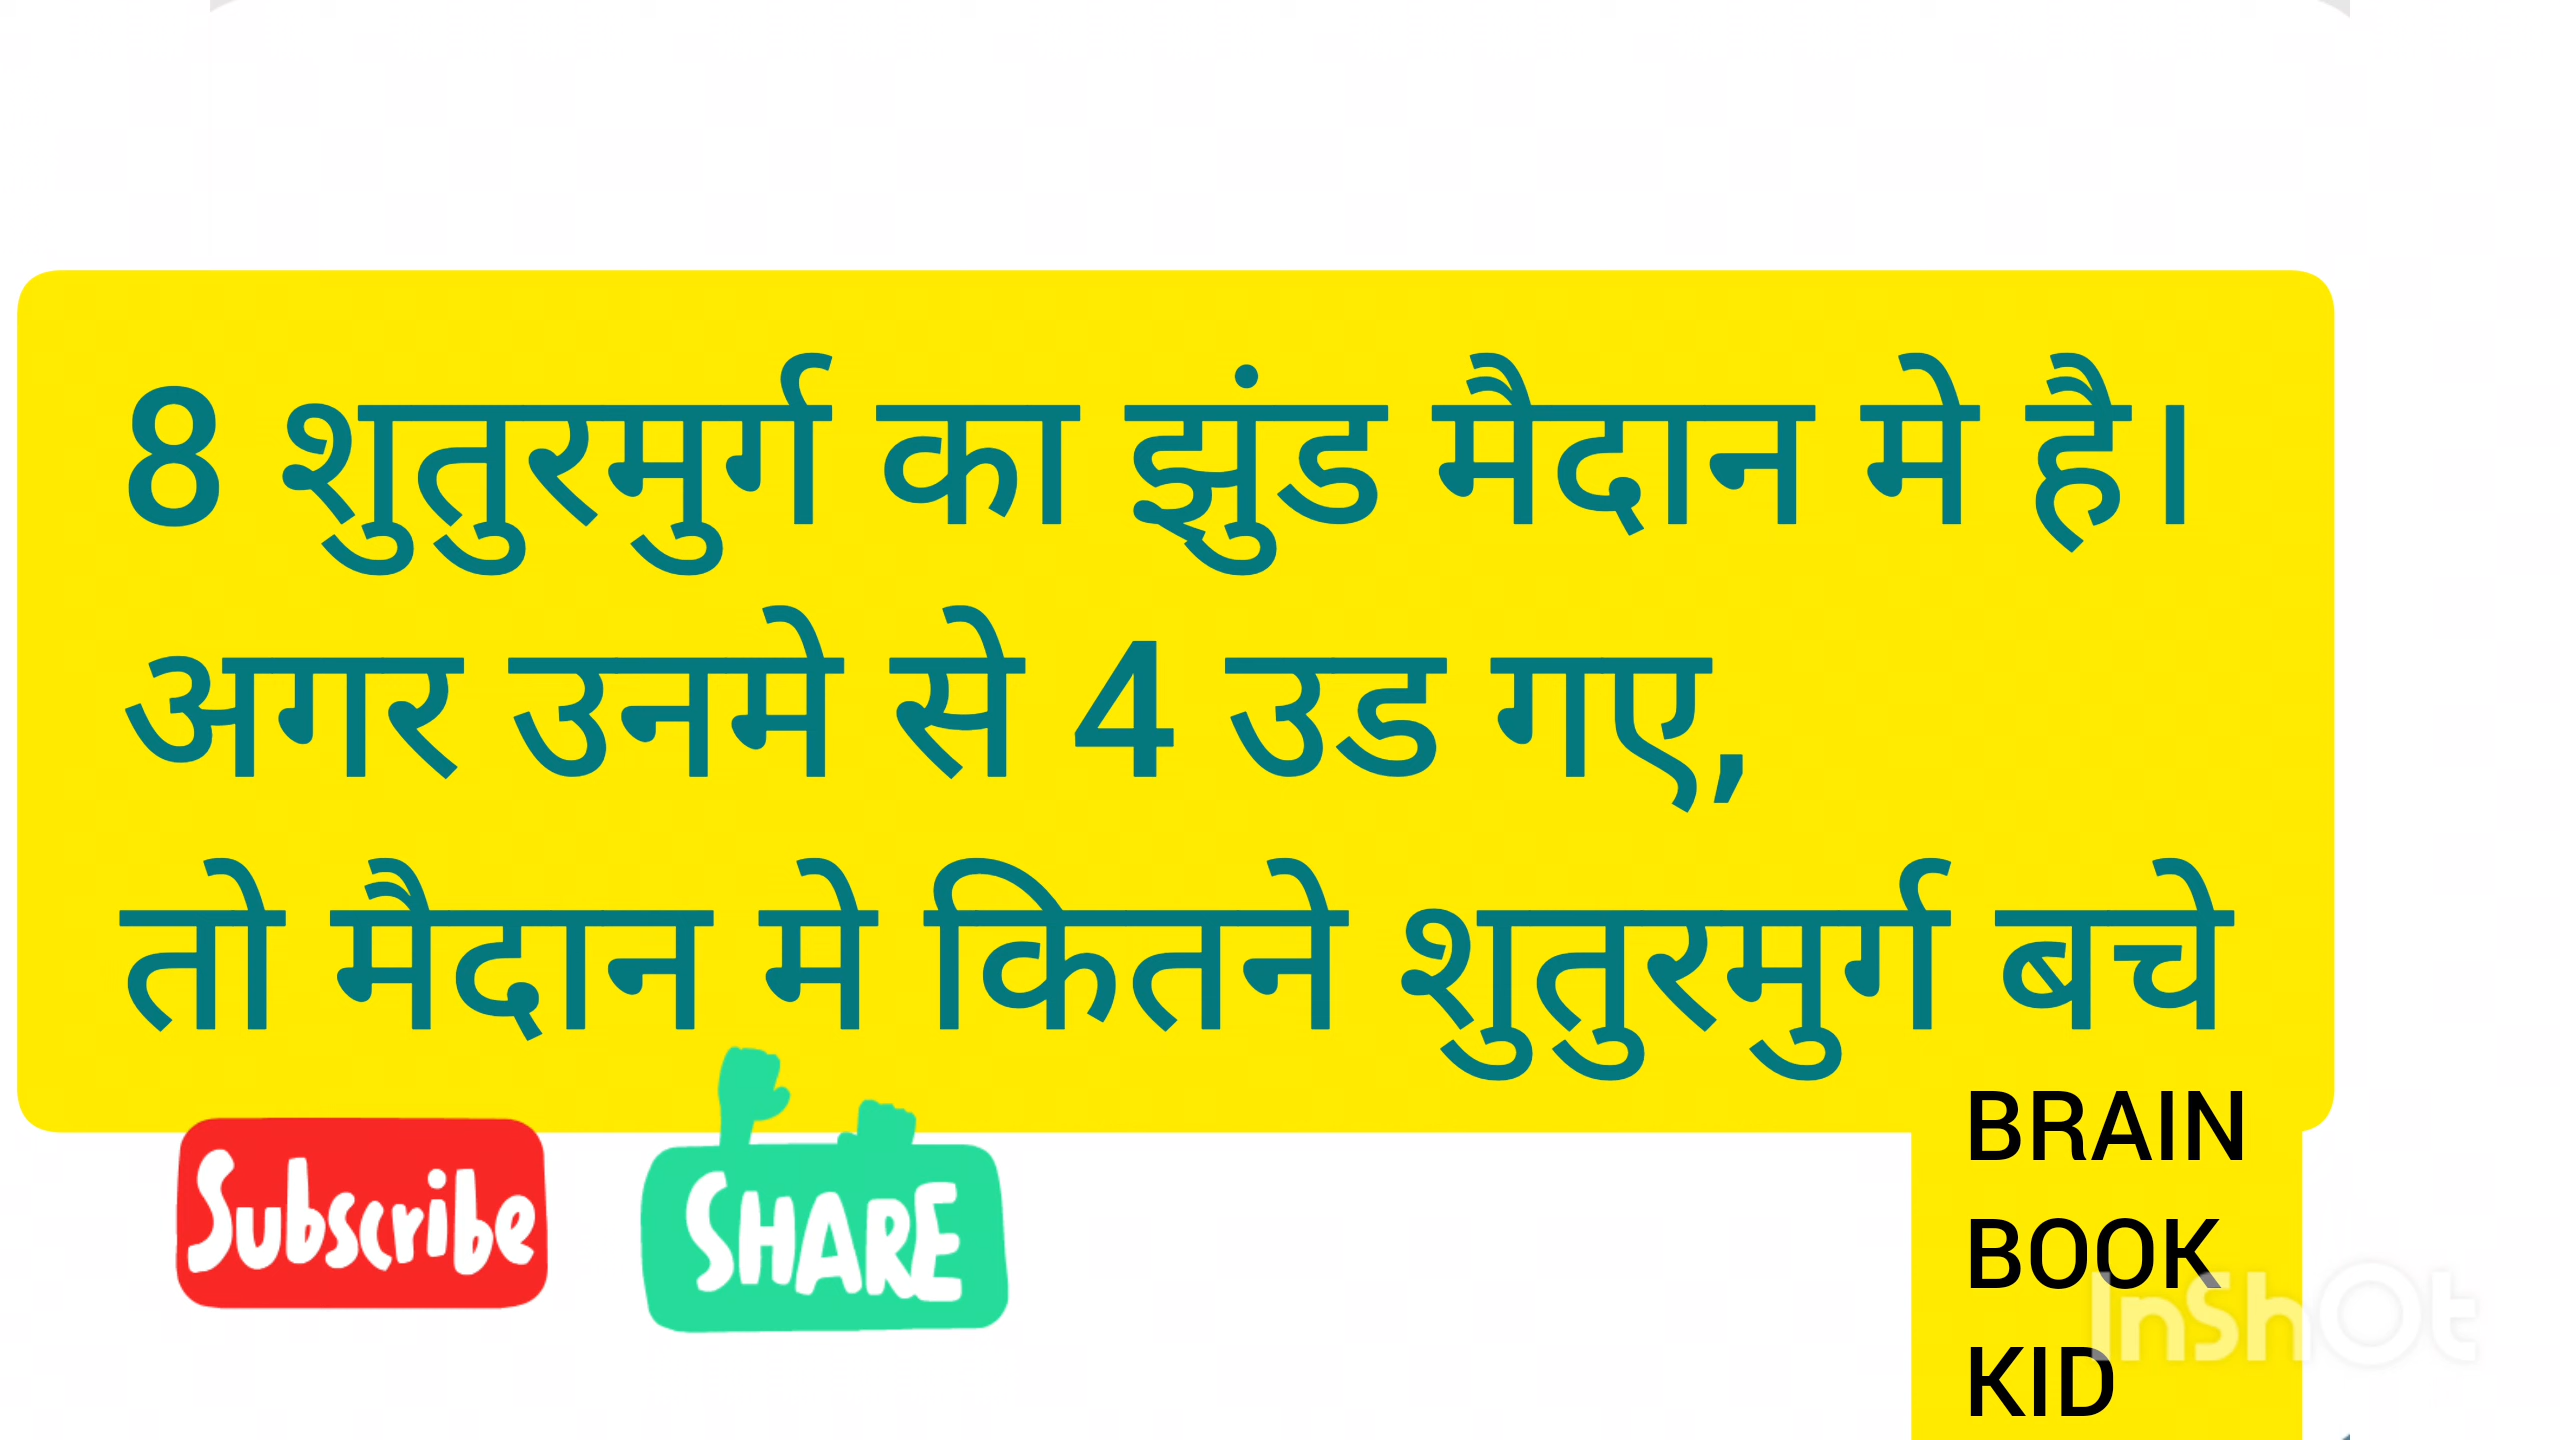 8 शुतुरमुर्ग का झुंड मैदान मे है।
अगर उनमे से 4 उड गए,
तो मैदान मे कितने शुतुरमुर्ग बचे
Subscribe
SHARE
BRAIN
BOOK
KID
InShOt